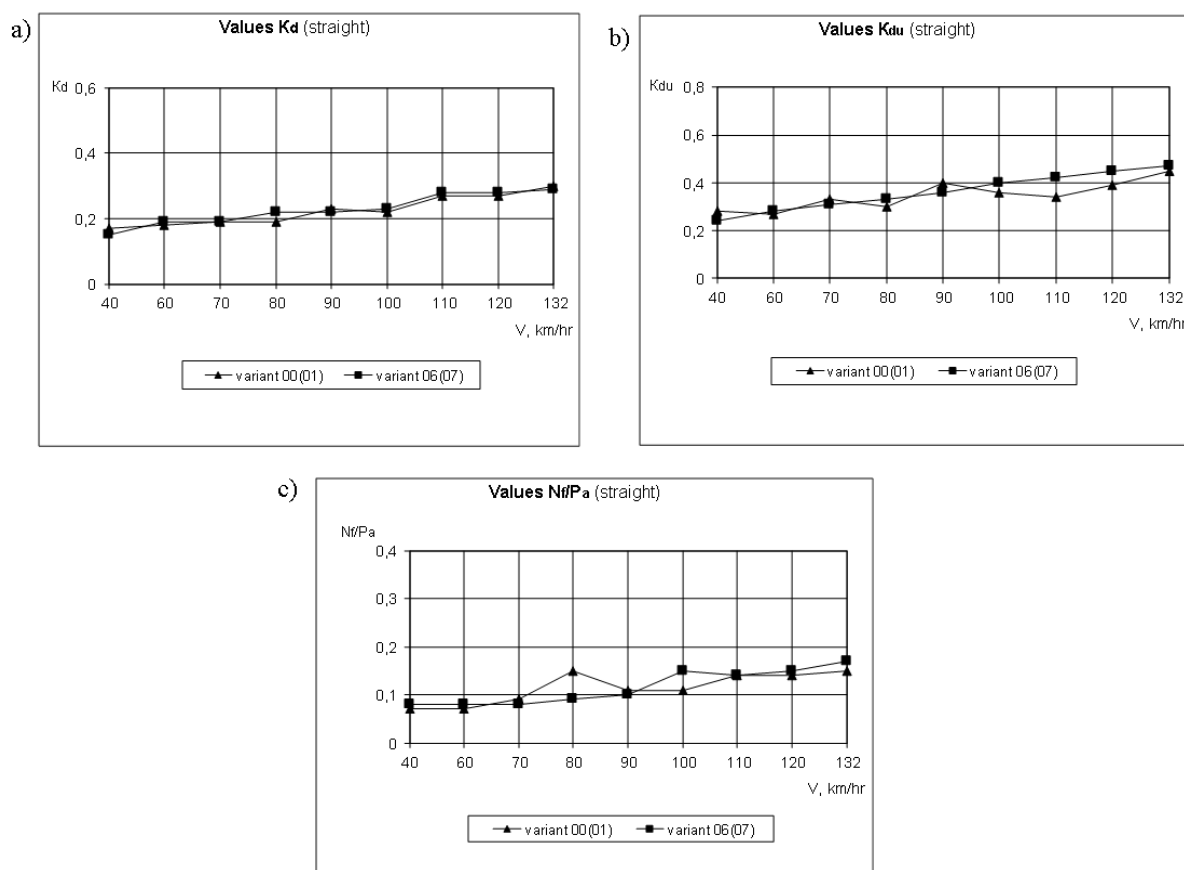 a)
Values Kd (straight)
Kd
0,6
0,4
0,2
0
40 60 70 80 90 100 110 120 132
V, km/hr
variant 00(01) variant 06(07)
b)
Values Kdu (straight)
Kdu
0,8
0,6
0,4
0,2
0
40 60 70 80 90 100 110 120 132
V, km/hr
variant 00(01) variant 06(07)
c)
Values Nf/Pa (straight)
Nf/Pa
0,4
0,3
0,2
0,1
0
40 60 70 80 90 100 110 120 132
V, km/hr
variant 00(01) variant 06(07)